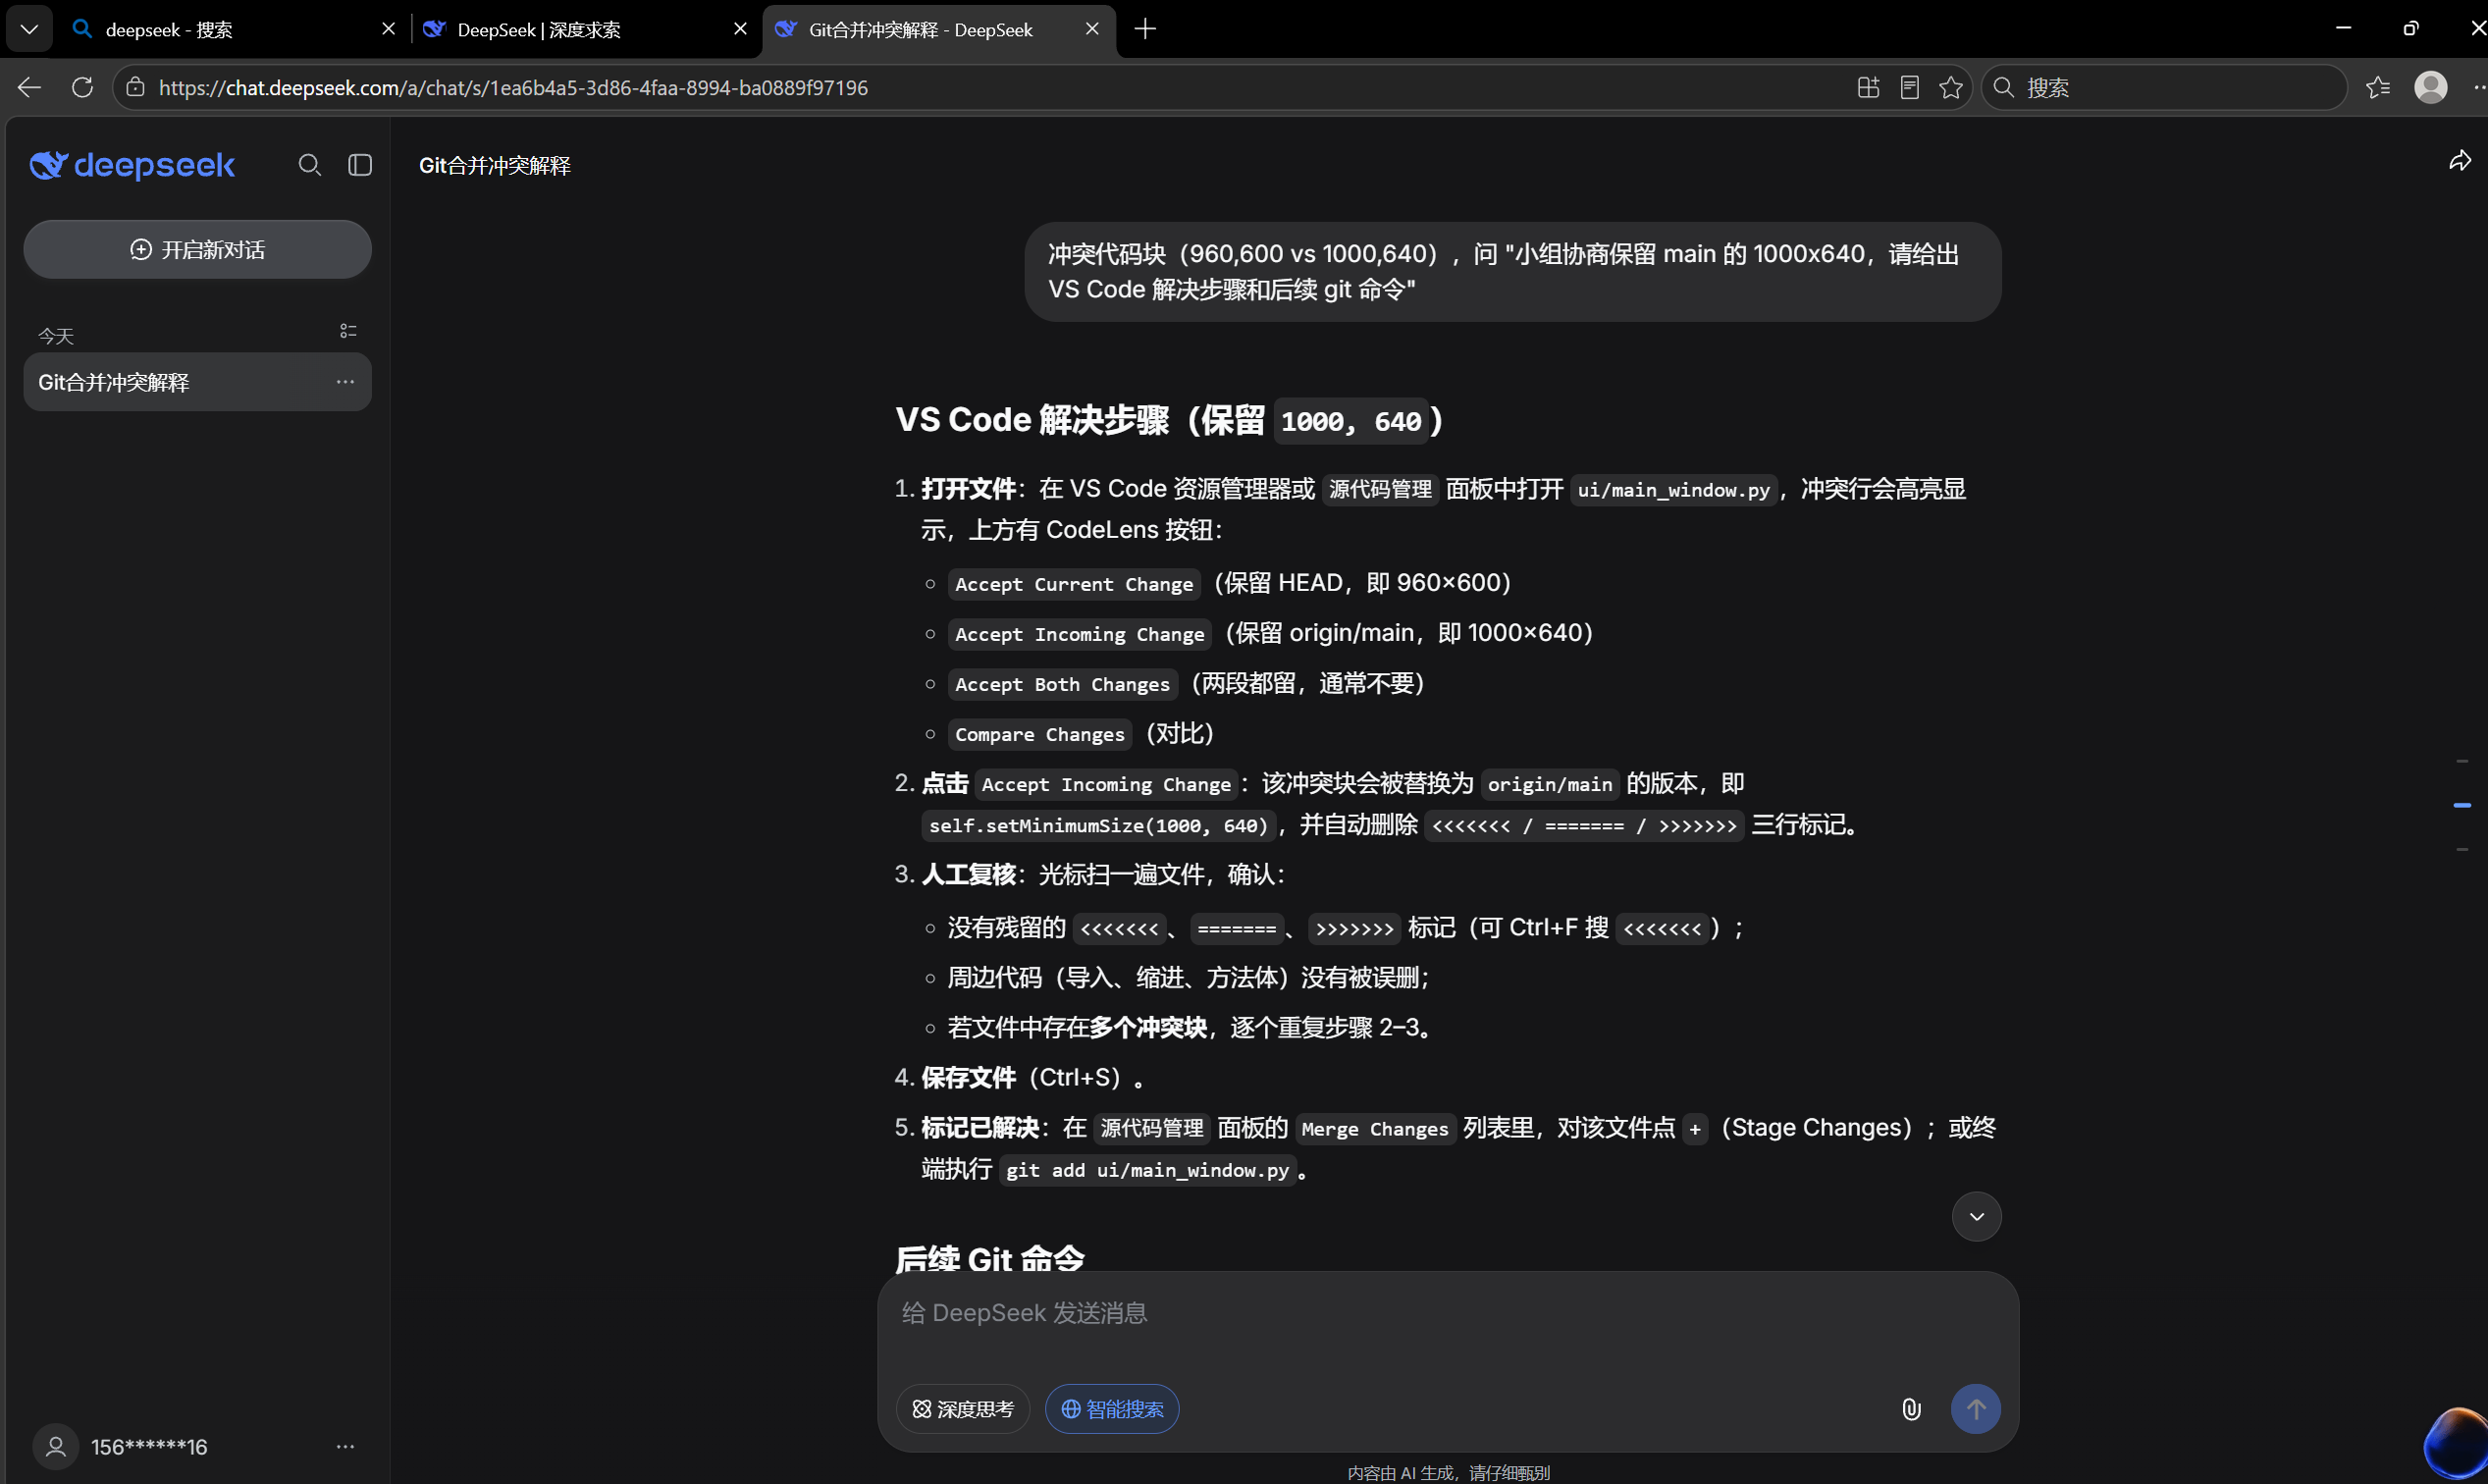 deepseek - 搜索
DeepSeek | 深度求索
Git合并冲突解释 - DeepSeek
https://chat.deepseek.com/a/chat/s/1ea6b4a5-3d86-4faa-8994-ba0889f97196
搜索
deepseek
Git合并冲突解释
开启新对话
今天
Git合并冲突解释
冲突代码块（960,600 vs 1000,640），问 "小组协商保留 main 的 1000x640，请给出
VS Code 解决步骤和后续 git 命令"
VS Code 解决步骤（保留 1000, 640）
1. 打开文件：在 VS Code 资源管理器或 源代码管理 面板中打开 ui/main_window.py，冲突行会高亮显
示，上方有 CodeLens 按钮：
Accept Current Change（保留 HEAD，即 960×600）
Accept Incoming Change（保留 origin/main，即 1000×640）
Accept Both Changes（两段都留，通常不要）
Compare Changes（对比）
2. 点击 Accept Incoming Change：该冲突块会被替换为 origin/main 的版本，即
self.setMinimumSize(1000, 640)，并自动删除 <<<<<<< / ======= / >>>>>>> 三行标记。
3. 人工复核：光标扫一遍文件，确认：
没有残留的 <<<<<<<、=======、>>>>>>> 标记（可 Ctrl+F 搜 <<<<<<<）；
周边代码（导入、缩进、方法体）没有被误删；
若文件中存在多个冲突块，逐个重复步骤 2–3。
4. 保存文件（Ctrl+S）。
5. 标记已解决：在 源代码管理 面板的 Merge Changes 列表里，对该文件点 +（Stage Changes）；或终
端执行 git add ui/main_window.py。
后续 Git 命令
给 DeepSeek 发送消息
深度思考
智能搜索
156******16
内容由 AI 生成，请仔细甄别